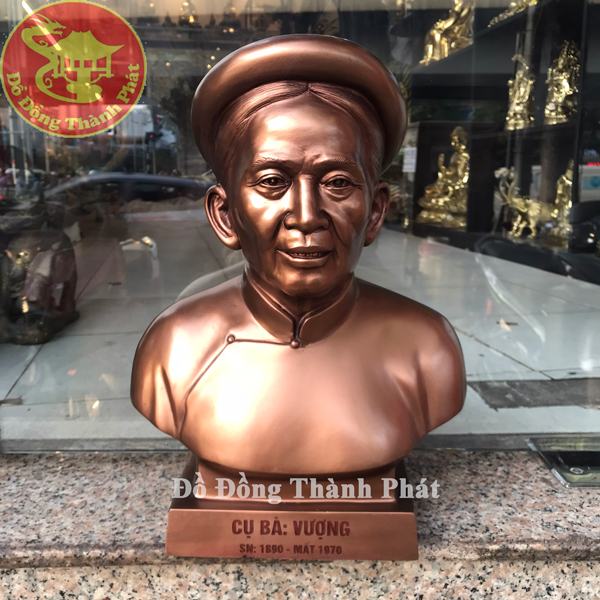 Đồ Đồng Thành Phát
Đồ Đồng Thành Phát
CỤ BÀ: VƯỢNG
SN: 1890 - MẤT 1970